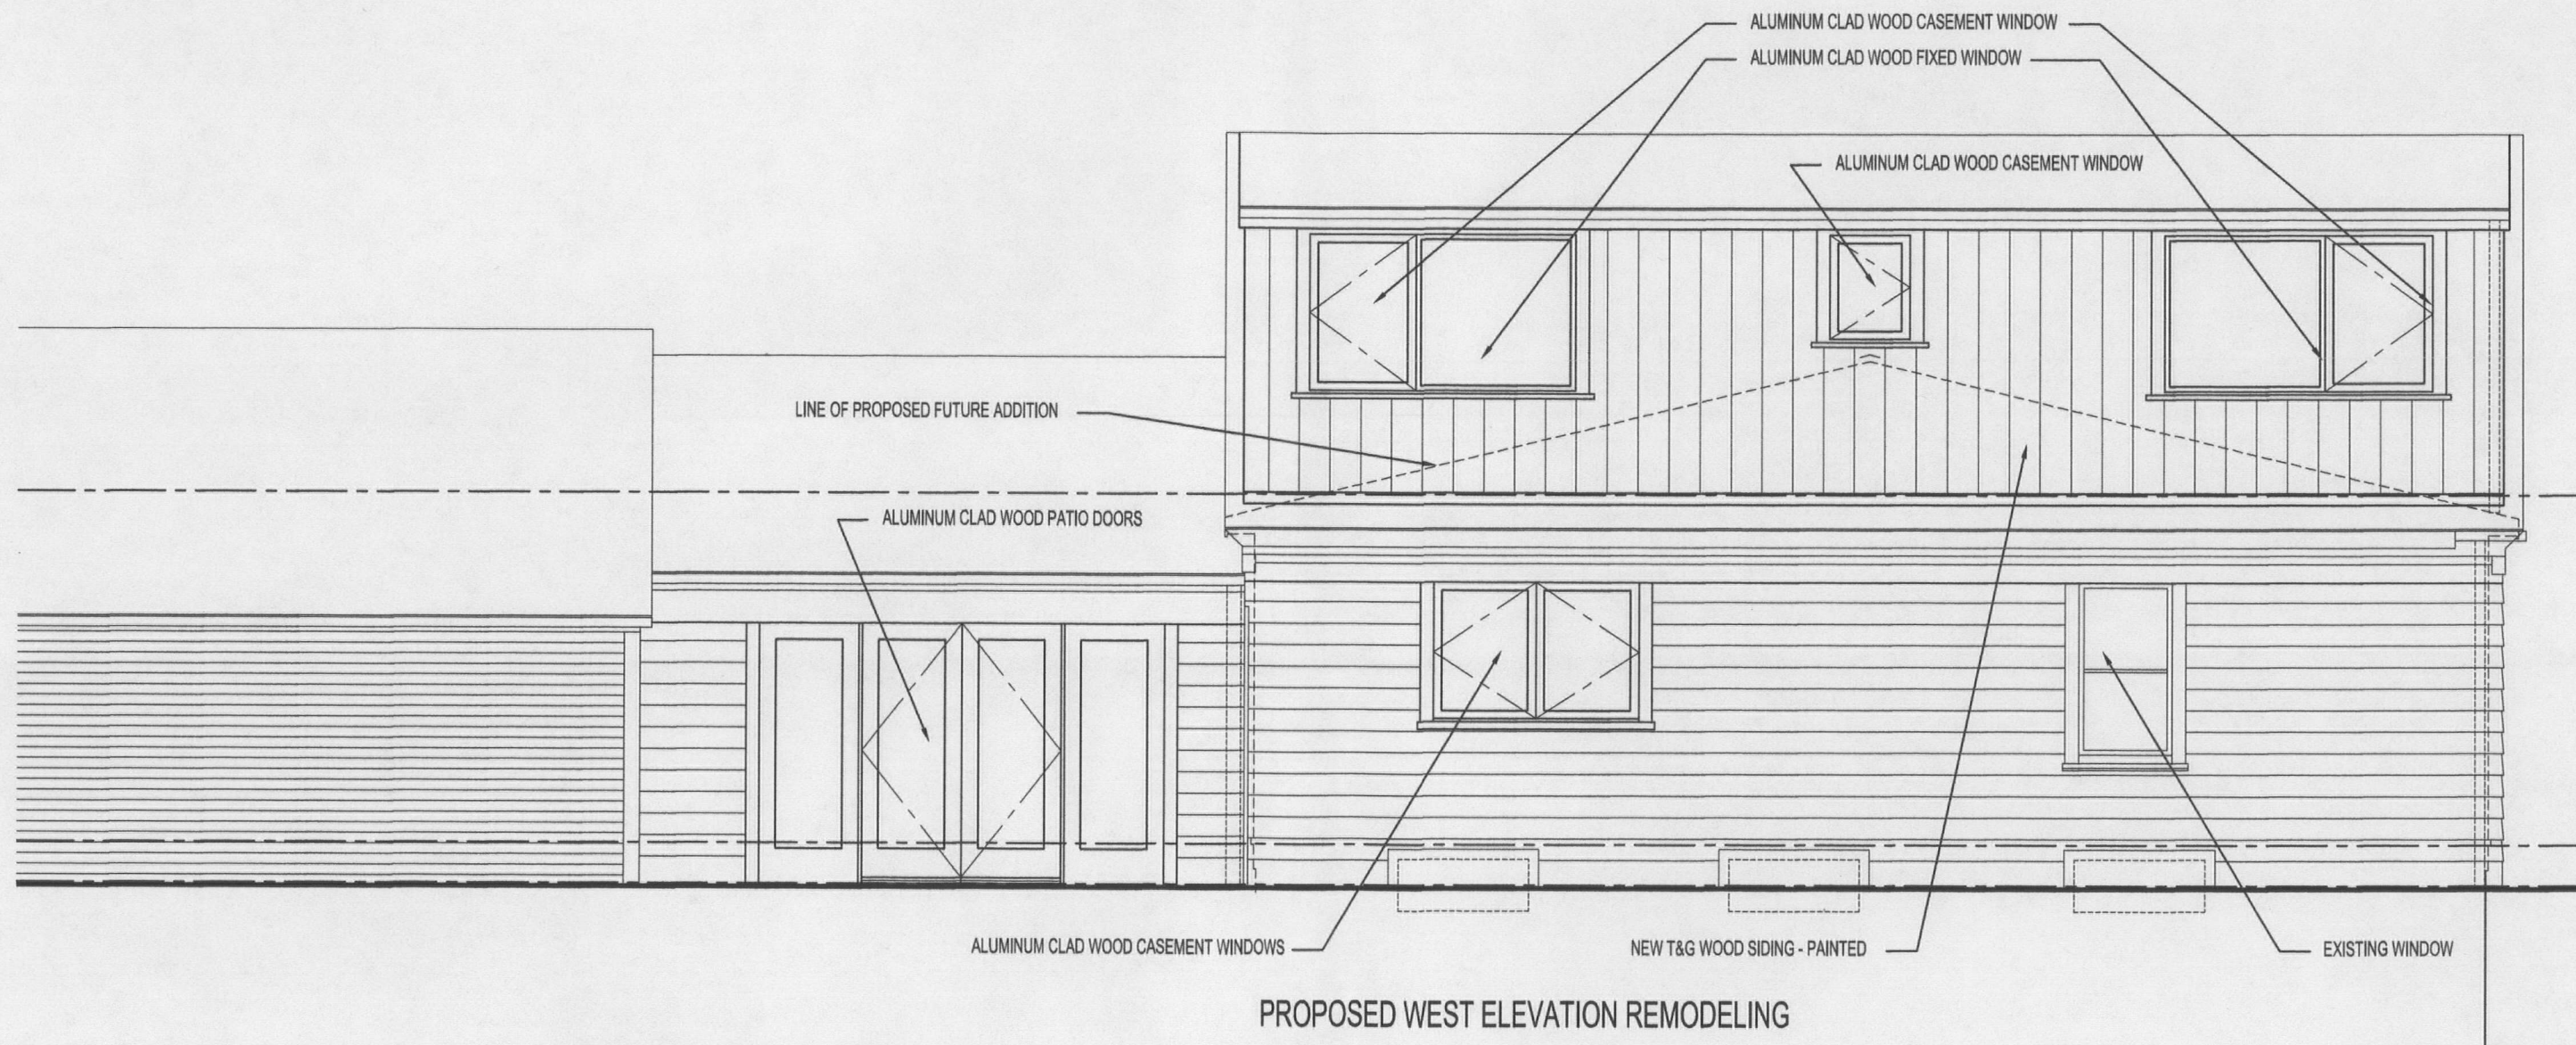 ALUMINUM CLAD WOOD CASEMENT WINDOW
ALUMINUM CLAD WOOD FIXED WINDOW
ALUMINUM CLAD WOOD CASEMENT WINDOW
LINE OF PROPOSED FUTURE ADDITION
ALUMINUM CLAD WOOD PATIO DOORS
ALUMINUM CLAD WOOD CASEMENT WINDOWS
NEW T&G WOOD SIDING - PAINTED
EXISTING WINDOW
PROPOSED WEST ELEVATION REMODELING